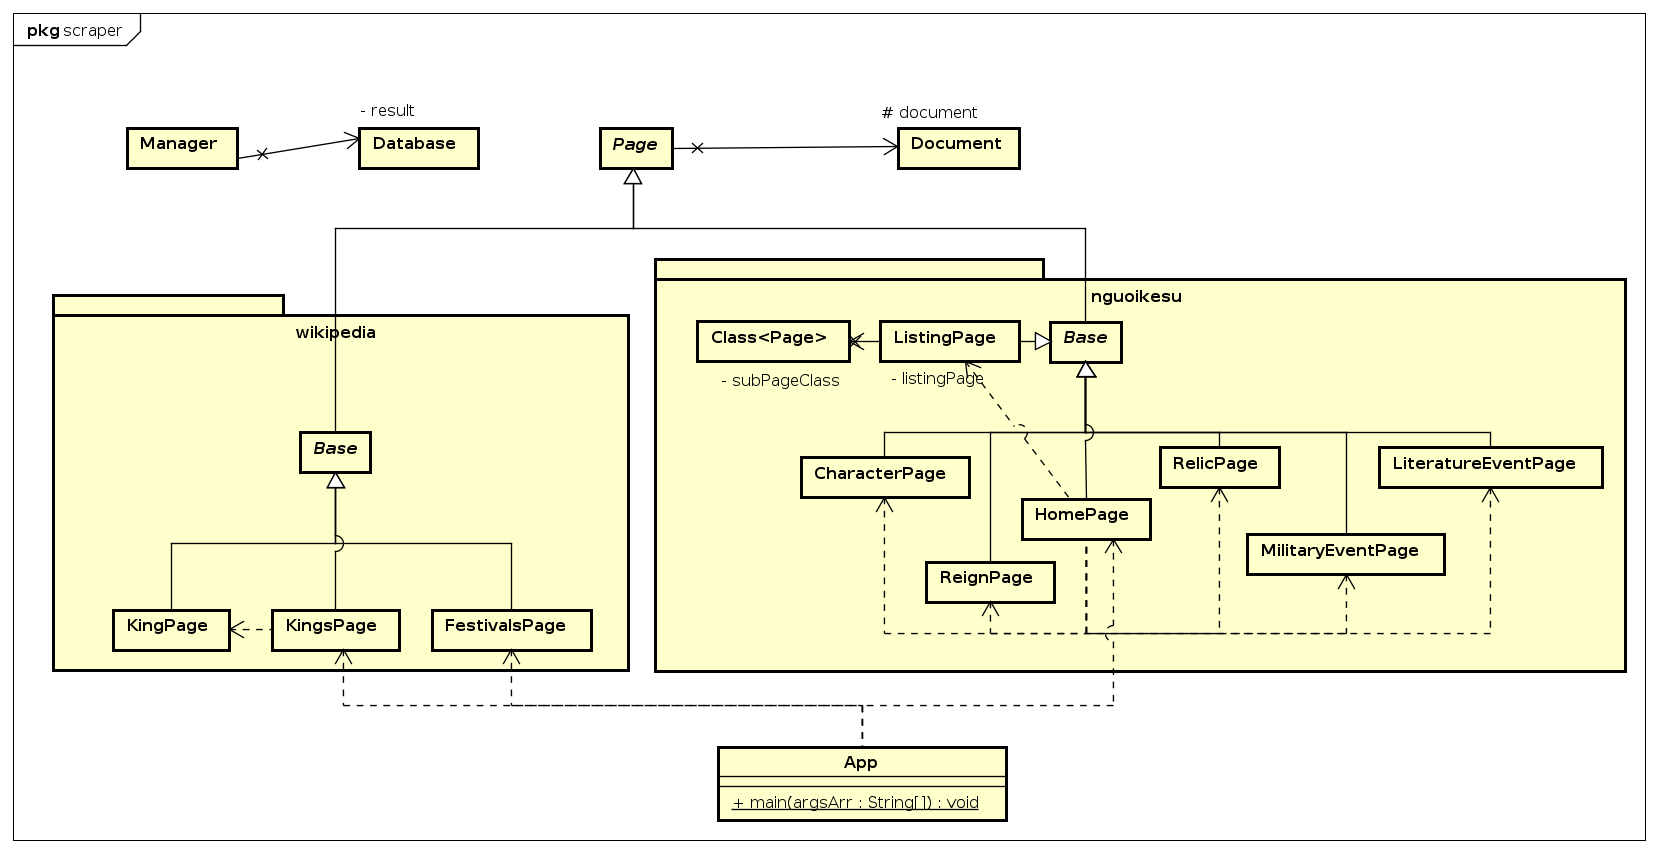 pkg scraper
- result
# document
Manager
Database
Page
Document
nguoikesu
wikipedia
Class<Page>
ListingPage
Base
- subPageClass
- listingPage
Base
CharacterPage
RelicPage
LiteratureEventPage
HomePage
MilitaryEventPage
ReignPage
KingPage
KingsPage
FestivalsPage
App
+ main(argsArr : String[]) : void